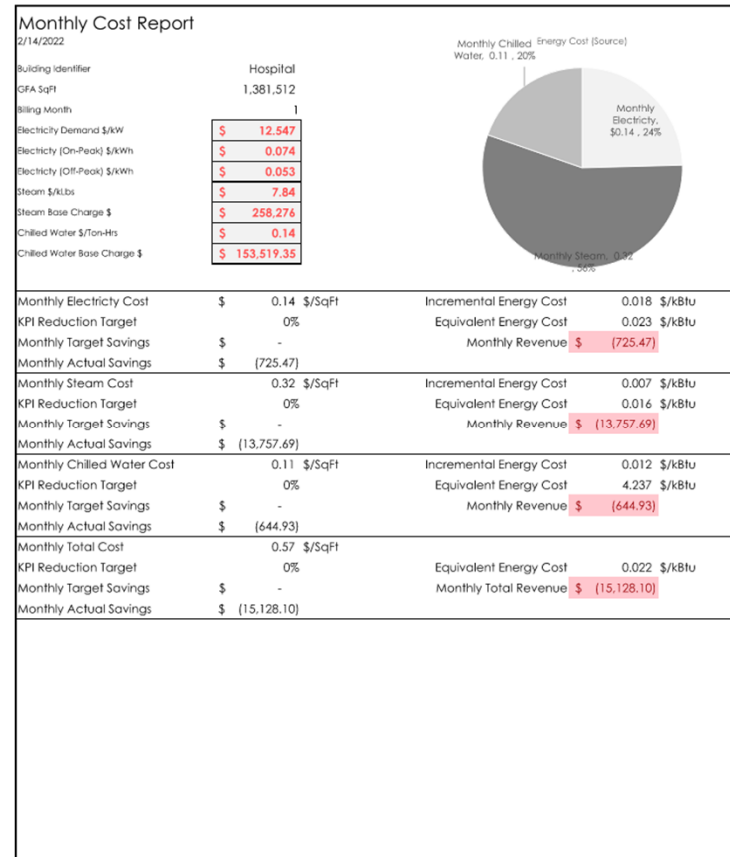 Monthly Cost Report
2/14/2022
Building Identifier Hospital
GFA SqFt 1,381,512
Billing Month 1
Electricity Demand $/kW $ 12.547
Electricty (On-Peak) $/kWh $ 0.074
Electricty (Off-Peak) $/kWh $ 0.053
Steam $/kLbs $ 7.84
Steam Base Charge $ $ 258,276
Chilled Water $/Ton-Hrs $ 0.14
Chilled Water Base Charge $ $ 153,519.35
Energy Cost (Source)
Monthly Chilled
Water, 0.11 , 20%
Monthly
Electricty,
$0.14 , 24%
Monthly Steam, 0.32
, 56%
Monthly Electricty Cost $ 0.14 $/SqFt Incremental Energy Cost 0.018 $/kBtu
KPI Reduction Target 0% Equivalent Energy Cost 0.023 $/kBtu
Monthly Target Savings $ - Monthly Revenue $ (725.47)
Monthly Actual Savings $ (725.47)
Monthly Steam Cost 0.32 $/SqFt Incremental Energy Cost 0.007 $/kBtu
KPI Reduction Target 0% Equivalent Energy Cost 0.016 $/kBtu
Monthly Target Savings $ - Monthly Revenue $ (13,757.69)
Monthly Actual Savings $ (13,757.69)
Monthly Chilled Water Cost 0.11 $/SqFt Incremental Energy Cost 0.012 $/kBtu
KPI Reduction Target 0% Equivalent Energy Cost 4.237 $/kBtu
Monthly Target Savings $ - Monthly Revenue $ (644.93)
Monthly Actual Savings $ (644.93)
Monthly Total Cost 0.57 $/SqFt
KPI Reduction Target 0% Equivalent Energy Cost 0.022 $/kBtu
Monthly Target Savings $ - Monthly Total Revenue $ (15,128.10)
Monthly Actual Savings $ (15,128.10)